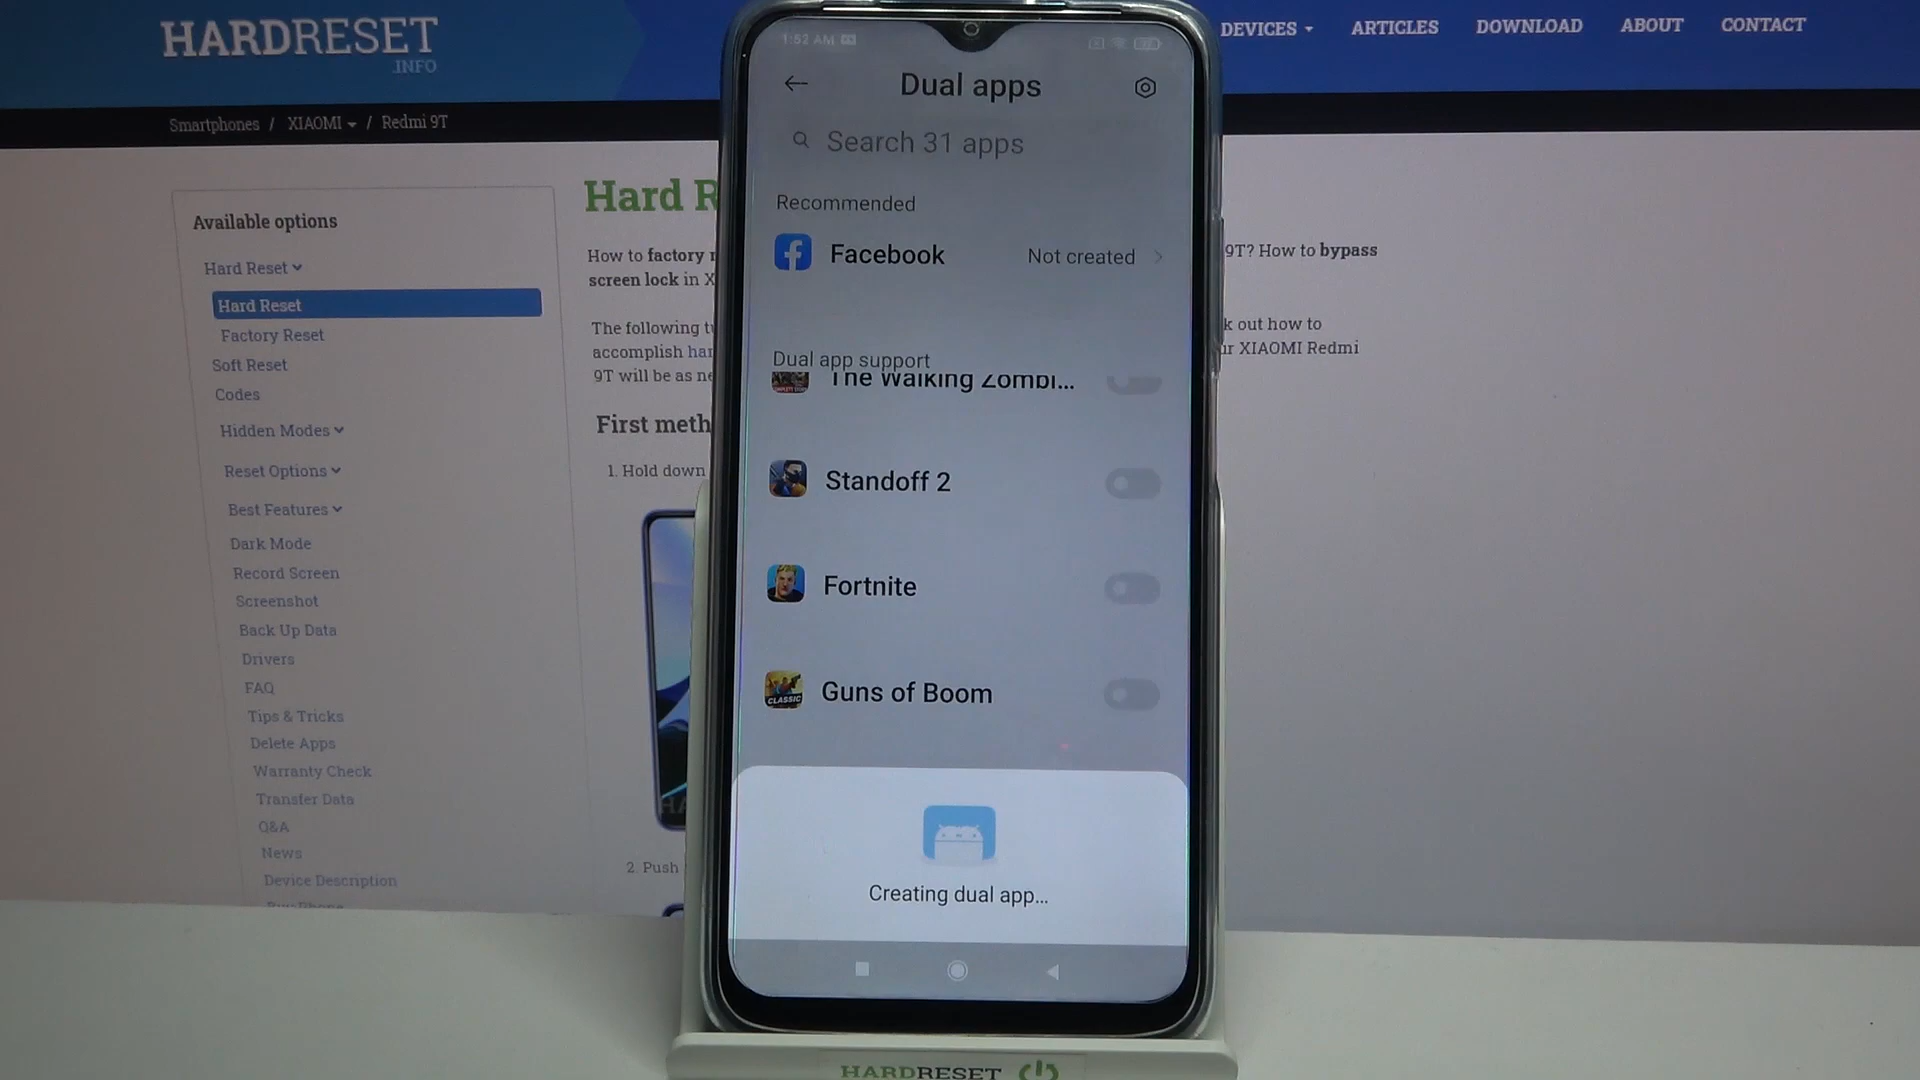 HARDRESET
.INFO
DEVICES
ARTICLES
DOWNLOAD
ABOUT
CONTACT
Smartphones / XIAOMI / Redmi 9T
Available options
Hard Reset
Hard Reset
Factory Reset
Soft Reset
Codes
Hidden Modes
Reset Options
Best Features
Dark Mode
Record Screen
Screenshot
Back Up Data
Drivers
FAQ
Tips & Tricks
Delete Apps
Warranty Check
Transfer Data
Q&A
News
Device Description
Hard R
How to factory
screen lock in X
9T? How to bypass
The following tu
accomplish har
9T will be as ne
k out how to
ur XIAOMI Redmi
First meth
1. Hold down
2. Push
1:52 AM
Dual apps
Search 31 apps
Recommended
Facebook Not created
Dual app support
The Walking Zombi...
Standoff 2
Fortnite
CLASSIC
Guns of Boom
Creating dual app...
HARDRESET